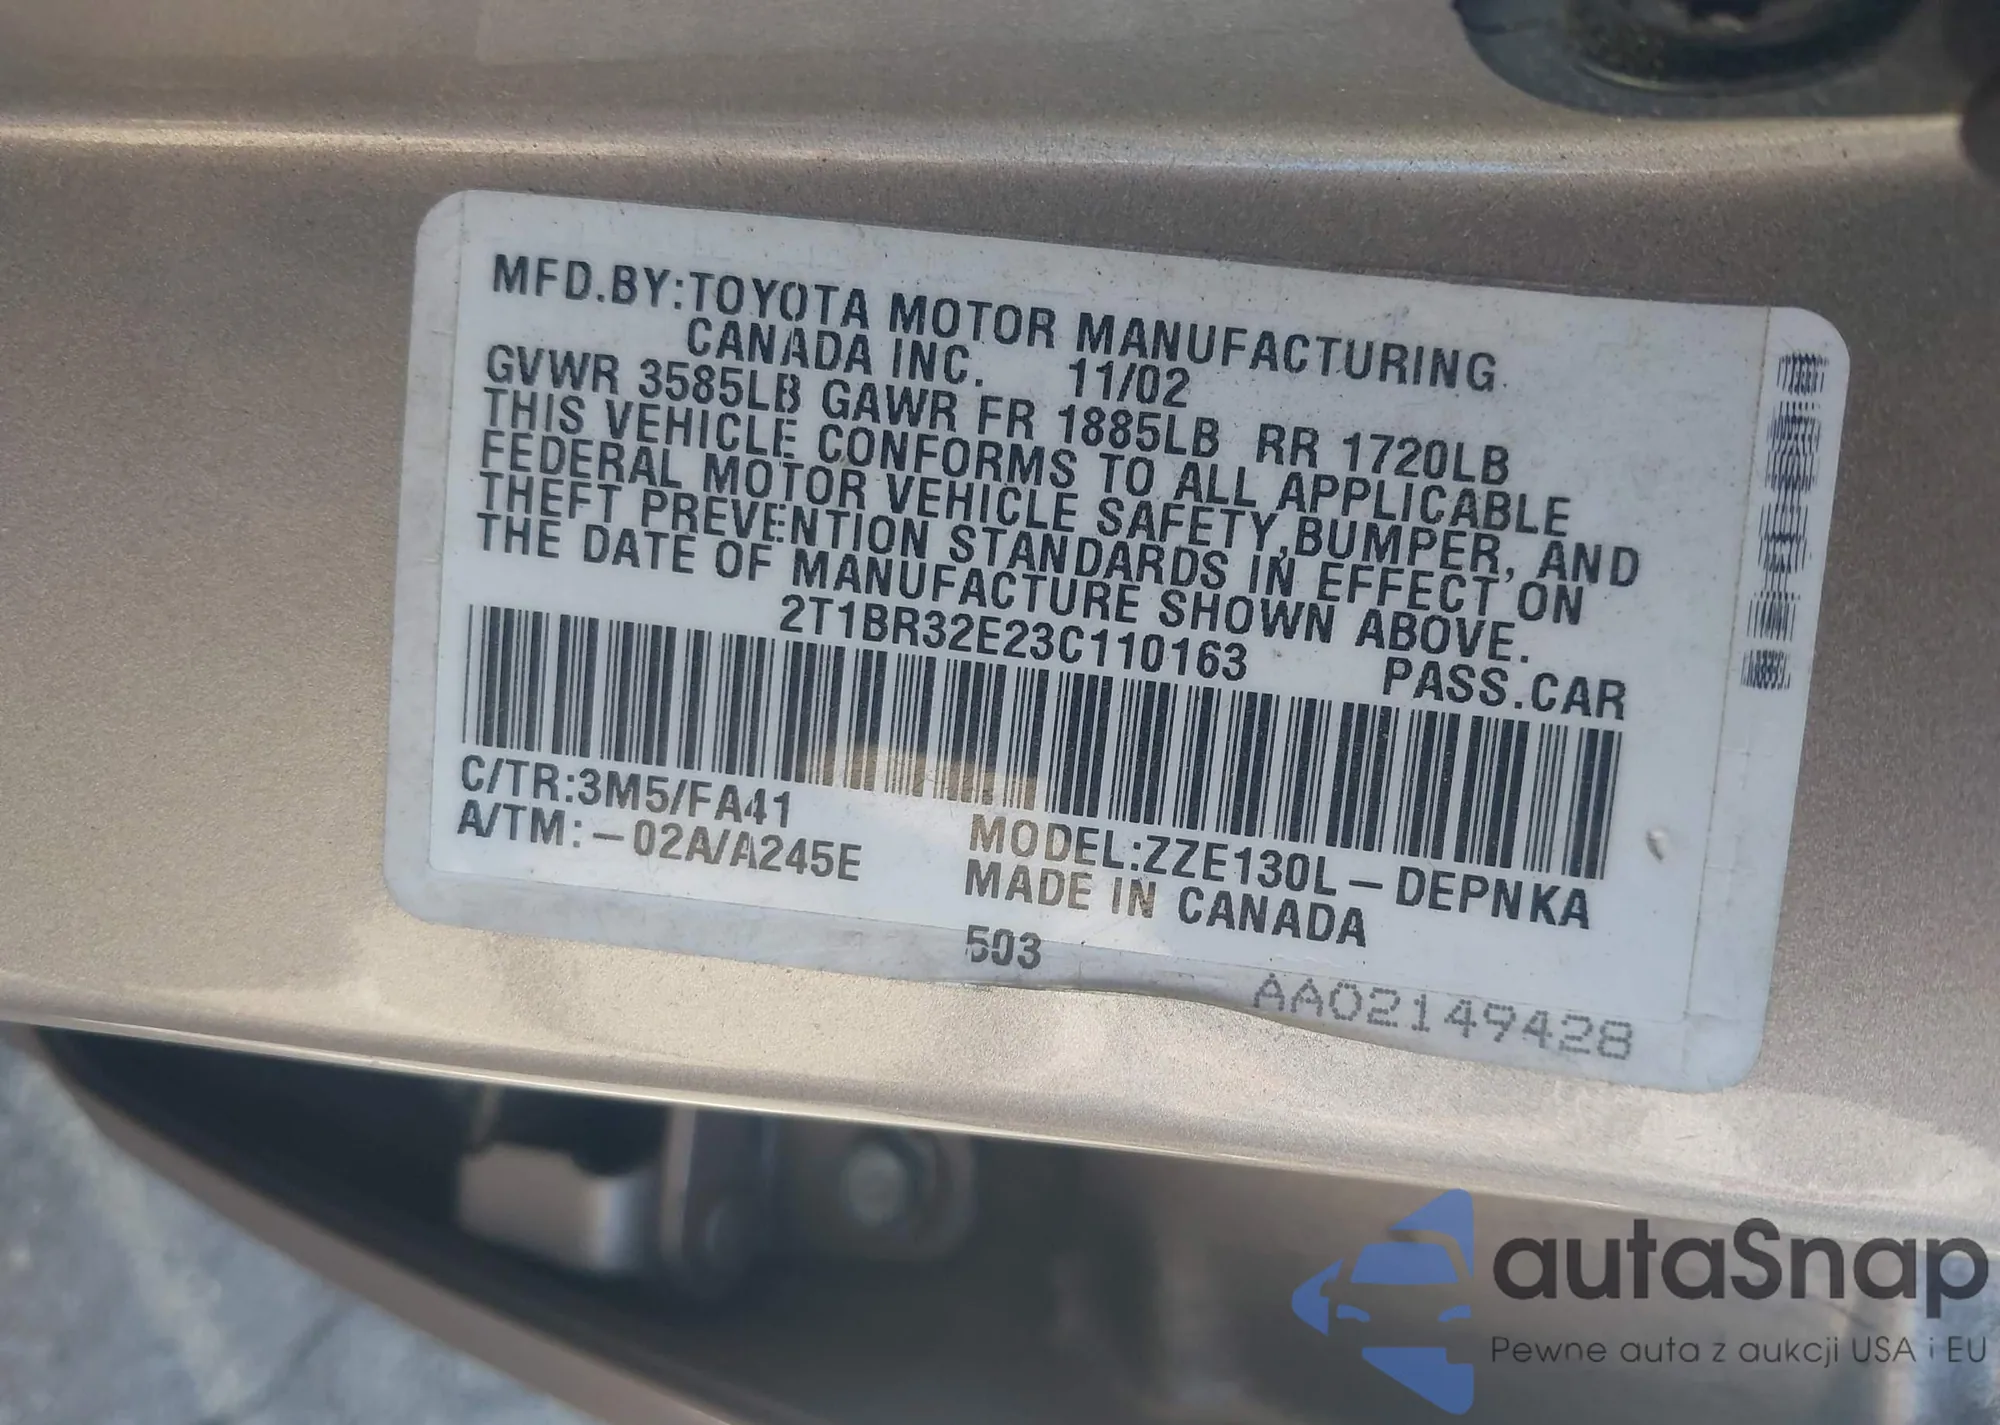 MFD.BY:TOYOTA MOTOR MANUFACTURING
CANADA INC. 11/02
GVWR 3585LB GAWR FR 1885LB RR 1720LB
THIS VEHICLE CONFORMS TO ALL APPLICABLE
FEDERAL MOTOR VEHICLE SAFETY,BUMPER, AND
THEFT PREVENTION STANDARDS IN EFFECT ON
THE DATE OF MANUFACTURE SHOWN ABOVE.
2T1BR32E23C110163 PASS.CAR
C/TR:3M5/FA41
A/TM:-02A/A245E
MODEL:ZZE130L-DEPNKA
MADE IN CANADA
503
AA02149428
autaSnap
Pewne auta z aukcji USA i EU